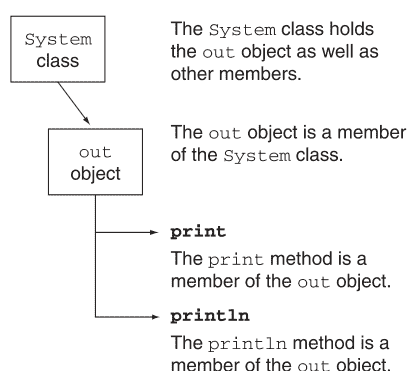 System
class
The System class holds
the out object as well as
other members.
out
object
The out object is a member
of the System class.
print
The print method is a
member of the out object.
println
The println method is a
member of the out object.